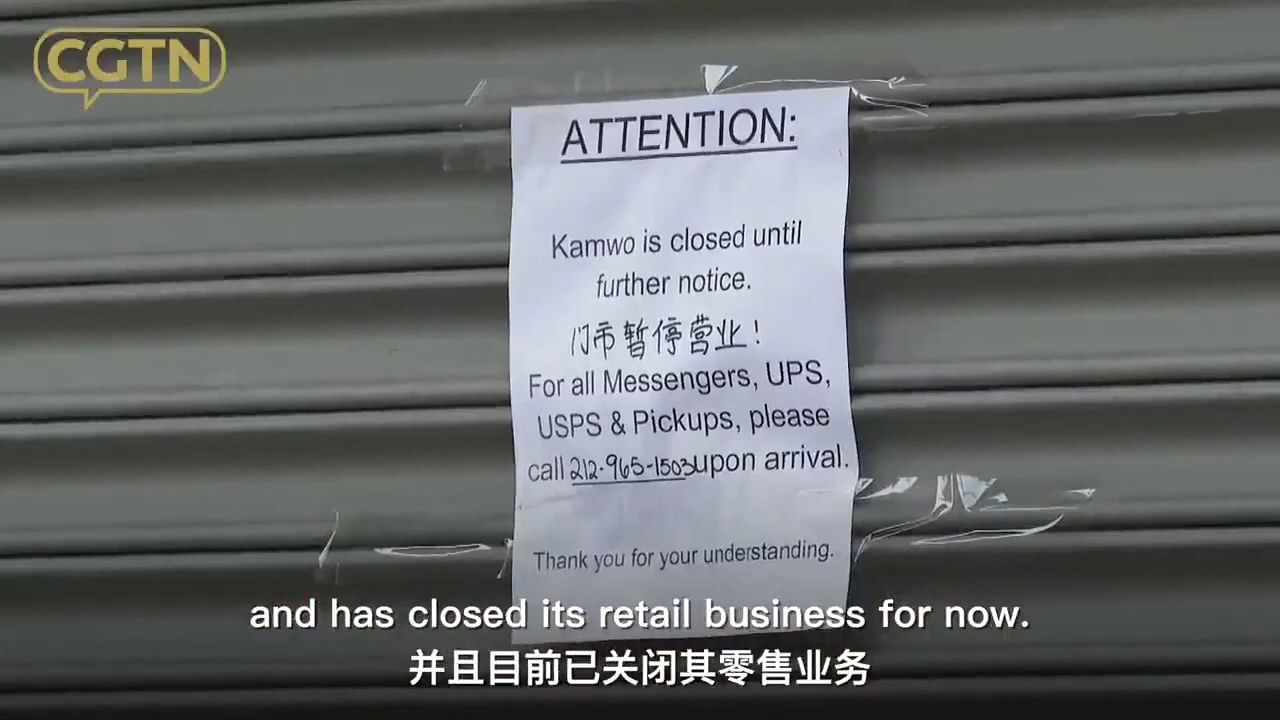 CGTN
ATTENTION:
Kamwo is closed until
further notice.
门市暂停营业！
For all Messengers, UPS,
USPS & Pickups, please
call 212-965-1503 upon arrival.
Thank you for your understanding.
and has closed its retail business for now.
并且目前已关闭其零售业务